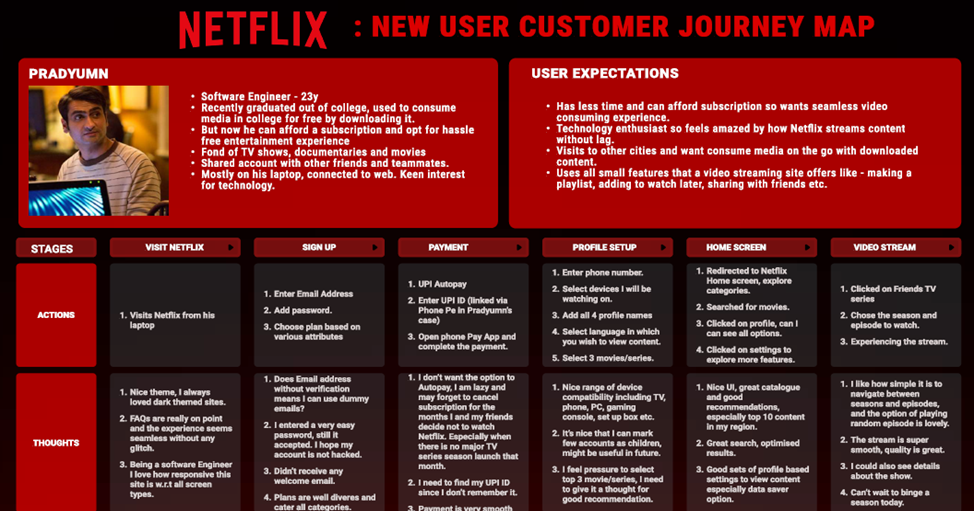 NETFLIX : NEW USER CUSTOMER JOURNEY MAP
PRADYUMN
• Software Engineer - 23y
• Recently graduated out of college, used to consume
media in college for free by downloading it.
• But now he can afford a subscription and opt for hassle
free entertainment experience
• Fond of TV shows, documentaries and movies
• Shared account with other friends and teammates.
• Mostly on his laptop, connected to web. Keen interest
for technology.
USER EXPECTATIONS
• Has less time and can afford subscription so wants seamless video
consuming experience.
• Technology enthusiast so feels amazed by how Netflix streams content
without lag.
• Visits to other cities and want consume media on the go with downloaded
content.
• Uses all small features that a video streaming site offers like - making a
playlist, adding to watch later, sharing with friends etc.
STAGES
VISIT NETFLIX
SIGN UP
PAYMENT
PROFILE SETUP
HOME SCREEN
VIDEO STREAM
ACTIONS
1. Visits Netflix from his
laptop
1. Enter Email Address
2. Add password.
3. Choose plan based on
various attributes
1. UPI Autopay
2. Enter UPI ID (linked via
Phone Pe in Pradyumn's
case)
3. Open phone Pay App and
complete the payment.
1. Enter phone number.
2. Select devices I will be
watching on.
3. Add all 4 profile names
4. Select language in which
you wish to view content.
5. Select 3 movies/series.
1. Redirected to Netflix
Home screen, explore
categories.
2. Searched for movies.
3. Clicked on profile, can I
can see all options.
4. Clicked on settings to
explore more features.
1. Clicked on Friends TV
series
2. Chose the season and
episode to watch.
3. Experiencing the stream.
THOUGHTS
1. Nice theme, I always
loved dark themed sites.
2. FAQs are really on point
and the experience seems
seamless without any
glitch.
3. Being a software Engineer
I love how responsive this
site is w.r.t all screen
types.
1. Does Email address
without verification
means I can use dummy
emails?
2. I entered a very easy
password, still it
accepted. I hope my
account is not hacked.
3. Didn't receive any
welcome email.
4. Plans are well diveres and
cater all categories.
1. I don't want the option to
Autopay, I am lazy and
may forget to cancel
subscription for the
months I and my friends
decide not to watch
Netflix. Especially when
there is no major TV
series season launch that
month.
2. I need to find my UPI ID
since I don't remember it.
3. Payment is very smooth
1. Nice range of device
compatibility including TV,
phone, PC, gaming
console, set up box etc.
2. It's nice that I can mark
few accounts as children,
might be useful in future.
3. I feel pressure to select
top 3 movie/series, I need
to give it a thought for
good recommendation.
1. Nice UI, great catalogue
and good
recommendations,
especially top 10 content
in my region.
2. Great search, optimised
results.
3. Good sets of profile based
settings to view content
especially data saver
option.
1. I like how simple it is to
navigate between
seasons and episodes,
and the option of playing
random episode is lovely.
2. The stream is super
smooth, quality is great.
3. I could also see details
about the show.
4. Can't wait to binge a
season today.